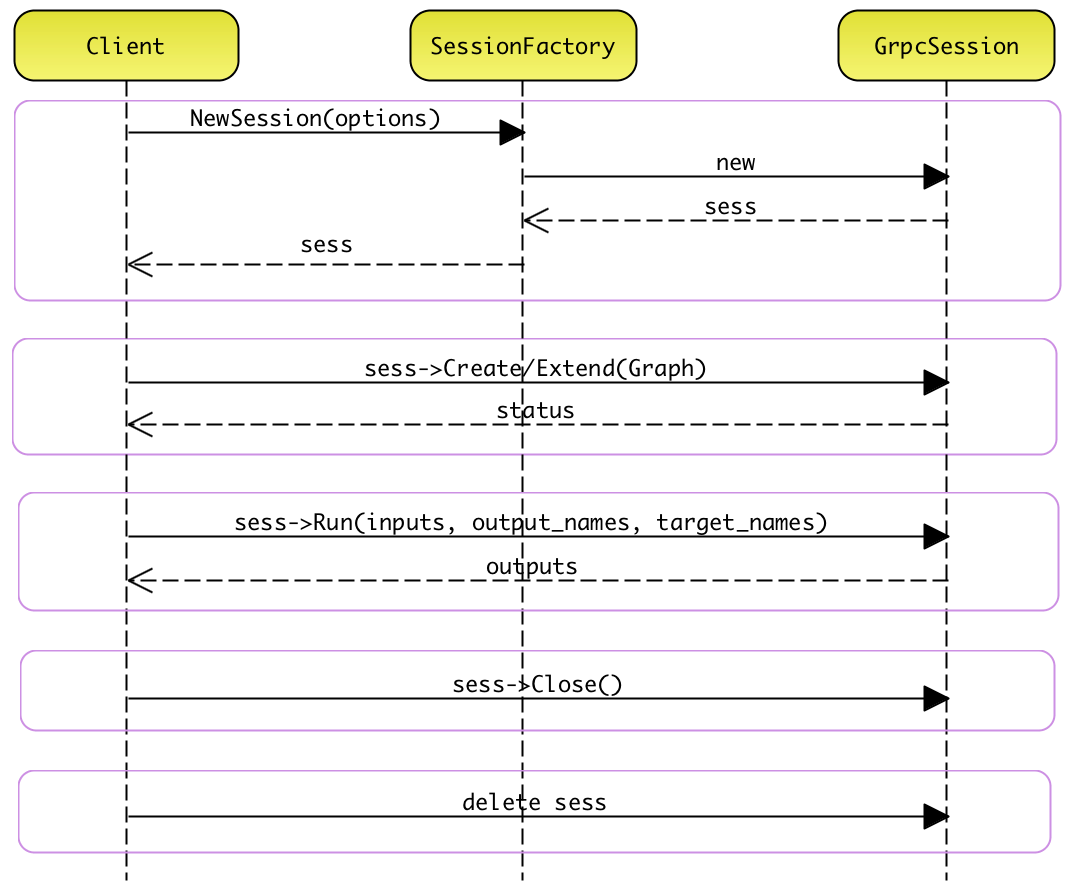 Client
SessionFactory
GrpcSession
NewSession(options)
new
sess
sess
sess->Create/Extend(Graph)
status
sess->Run(inputs, output_names, target_names)
outputs
sess->Close()
delete sess